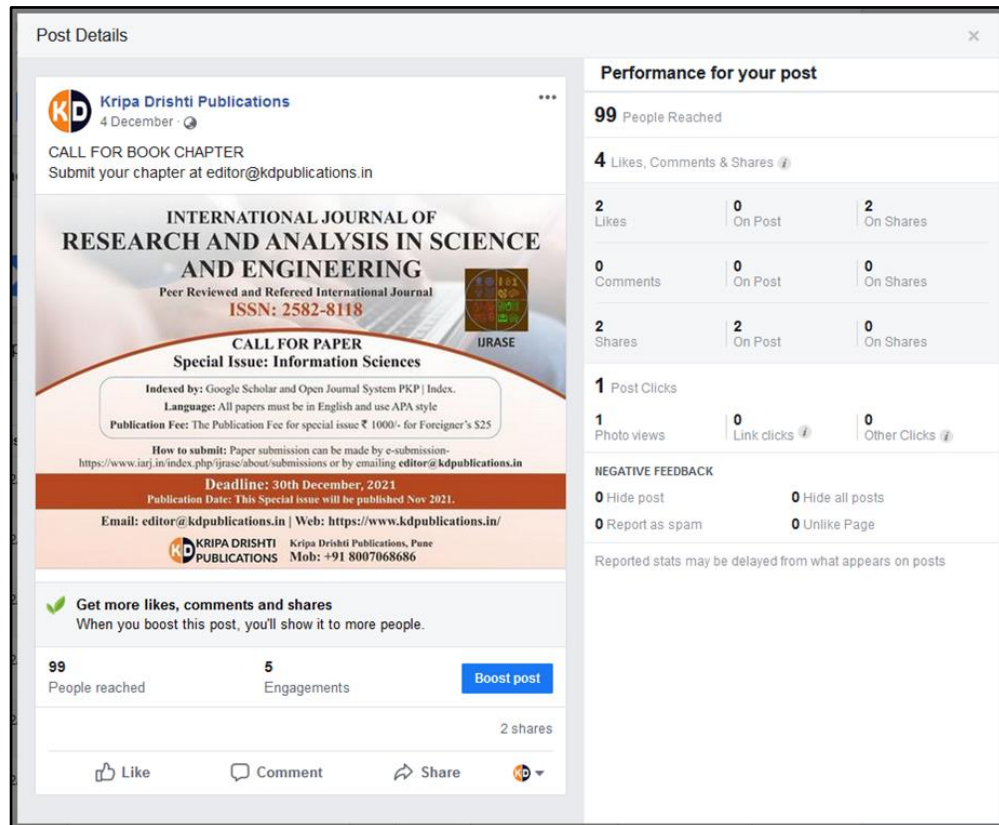 Post Details
Kripa Drishti Publications
4 December
CALL FOR BOOK CHAPTER
Submit your chapter at editor@kdpublications.in
INTERNATIONAL JOURNAL OF
RESEARCH AND ANALYSIS IN SCIENCE
AND ENGINEERING
Peer Reviewed and Refereed International Journal
ISSN: 2582-8118
IJRASE
CALL FOR PAPER
Special Issue: Information Sciences
Indexed by: Google Scholar and Open Journal System PKP | Index.
Language: All papers must be in English and use APA style
Publication Fee: The Publication Fee for special issue ₹ 1000/- for Foreigner's $25
How to submit: Paper submission can be made by e-submission-
https://www.iarj.in/index.php/ijrase/about/submissions or by emailing editor@kdpublications.in
Deadline: 30th December, 2021
Publication Date: This Special issue will be published Nov 2021.
Email: editor@kdpublications.in | Web: https://www.kdpublications.in/
KD KRIPA DRISHTI PUBLICATIONS
Kripa Drishti Publications, Pune
Mob: +91 8007068686
Get more likes, comments and shares
When you boost this post, you'll show it to more people.
99 People reached
5 Engagements
Boost post
2 shares
Like Comment Share
Performance for your post
99 People Reached
4 Likes, Comments & Shares
2 Likes
0 On Post
2 On Shares
0 Comments
0 On Post
0 On Shares
2 Shares
2 On Post
0 On Shares
1 Post Clicks
1 Photo views
0 Link clicks
0 Other Clicks
NEGATIVE FEEDBACK
0 Hide post
0 Hide all posts
0 Report as spam
0 Unlike Page
Reported stats may be delayed from what appears on posts